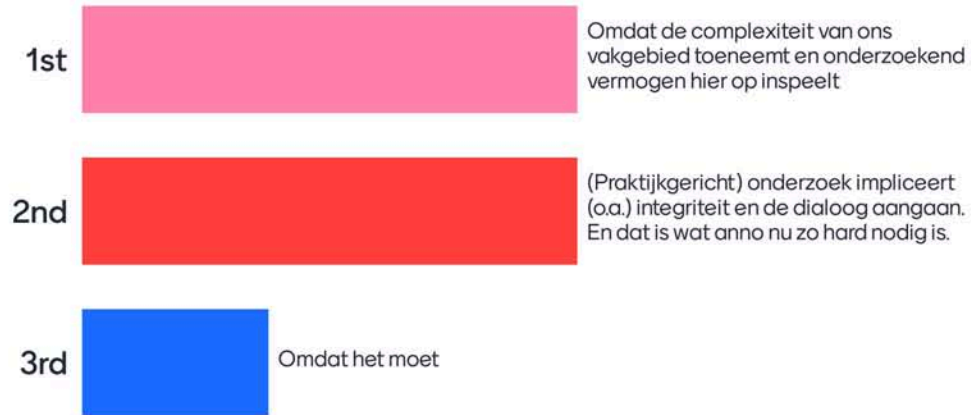 1st
Omdat de complexiteit van ons
vakgebied toeneemt en onderzoekend
vermogen hier op inspeelt
2nd
(Praktijkgericht) onderzoek impliceert
(o.a.) integriteit en de dialoog aangaan.
En dat is wat anno nu zo hard nodig is.
3rd
Omdat het moet